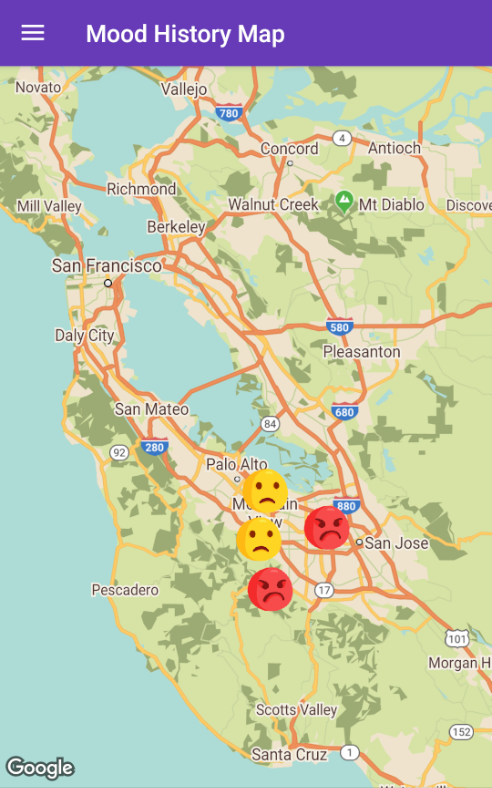 Mood History Map
Novato
Vallejo
780
4
Concord
Antioch
Richmond
Mill Valley
Walnut Creek
Mt Diablo
Discove
Berkeley
San Francisco
580
Daly City
Pleasanton
San Mateo
680
84
92
280
Palo Alto
880
View
San Jose
Pescadero
17
101
Morgan H
Scotts Valley
152
Santa Cruz
1
Google